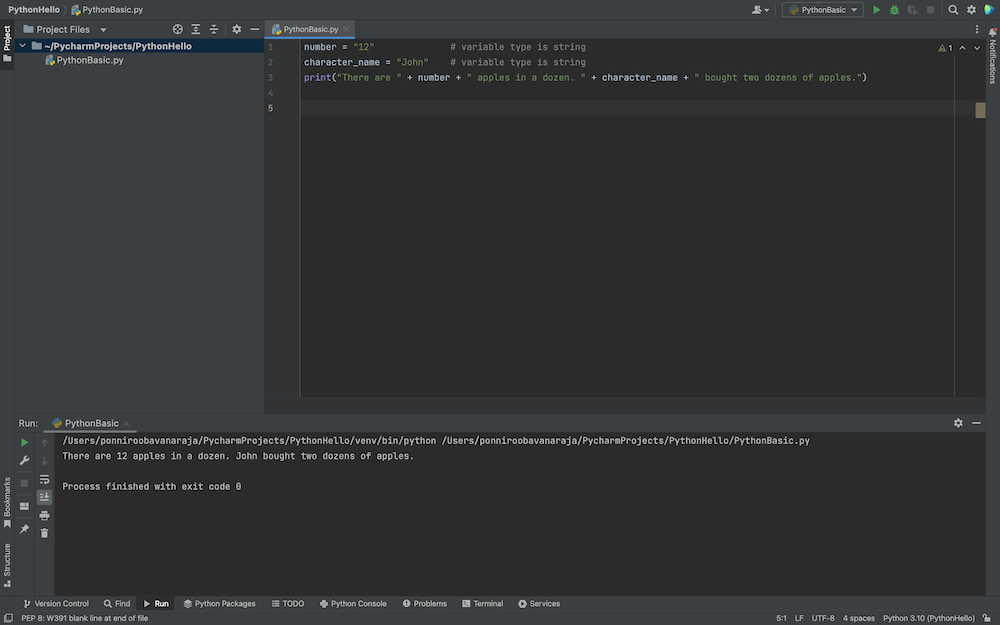 PythonHello PythonBasic.py PythonBasic
Project Files PythonBasic.py
Project
~/PycharmProjects/PythonHello
PythonBasic.py
Notifications
1 number = "12" # variable type is string 1
2 character_name = "John" # variable type is string
3 print("There are " + number + " apples in a dozen. " + character_name + " bought two dozens of apples.")
4
5
Run: PythonBasic
/Users/ponniroobavanaraja/PycharmProjects/PythonHello/venv/bin/python /Users/ponniroobavanaraja/PycharmProjects/PythonHello/PythonBasic.py
There are 12 apples in a dozen. John bought two dozens of apples.
Process finished with exit code 0
Bookmarks
Structure
Version Control Find Run Python Packages TODO Python Console Problems Terminal Services
PEP 8: W391 blank line at end of file 5:1 LF UTF-8 4 spaces Python 3.10 (PythonHello)